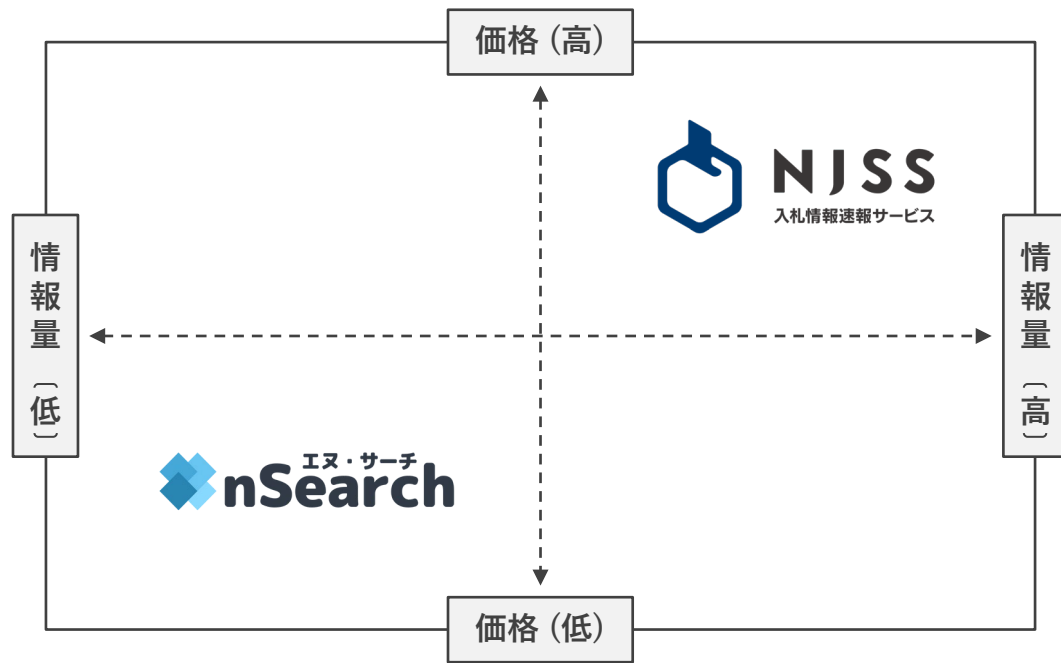 価格（高）
NJSS
入札情報速報サービス
情報量（低）
情報量（高）
エヌ・サーチ
nSearch
価格（低）